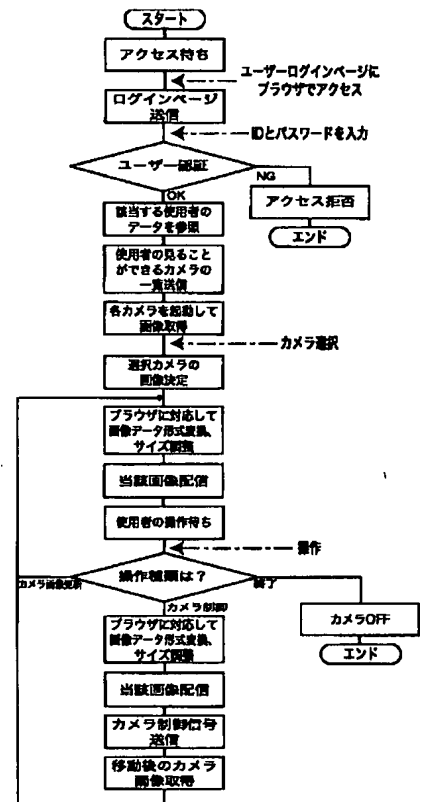 スタート
アクセス待ち
ユーザーログインページに
ブラウザでアクセス
ログインページ
送信
IDとパスワードを入力
ユーザー認証
NG
OK
アクセス拒否
エンド
該当する使用者の
データを参照
使用者の見ること
ができるカメラの
一覧送信
各カメラを起動して
画像取得
カメラ選択
選択カメラの
画像決定
ブラウザに対応して
画像データ形式変換、
サイズ調整
当該画像配信
使用者の操作待ち
操作
操作種類は？
カメラ画像更新
終了
カメラ制御
カメラOFF
エンド
ブラウザに対応して
画像データ形式変換、
サイズ調整
当該画像配信
カメラ制御信号
送信
移動後のカメラ
画像取得